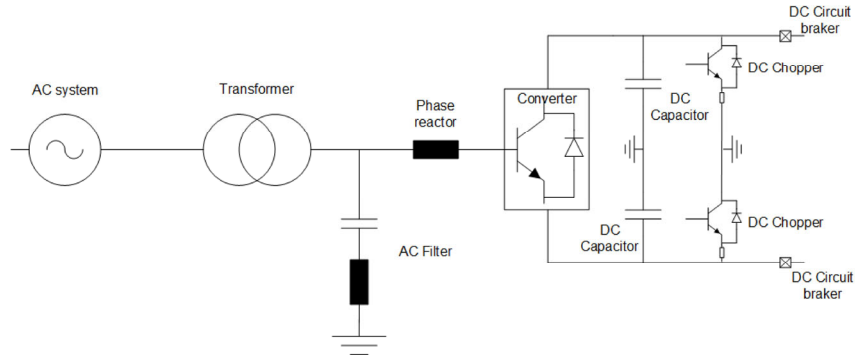 DC Circuit
braker
AC system
Transformer
Phase
reactor
Converter
DC
Capacitor
DC Chopper
DC
Capacitor
DC Chopper
AC Filter
DC Circuit
braker